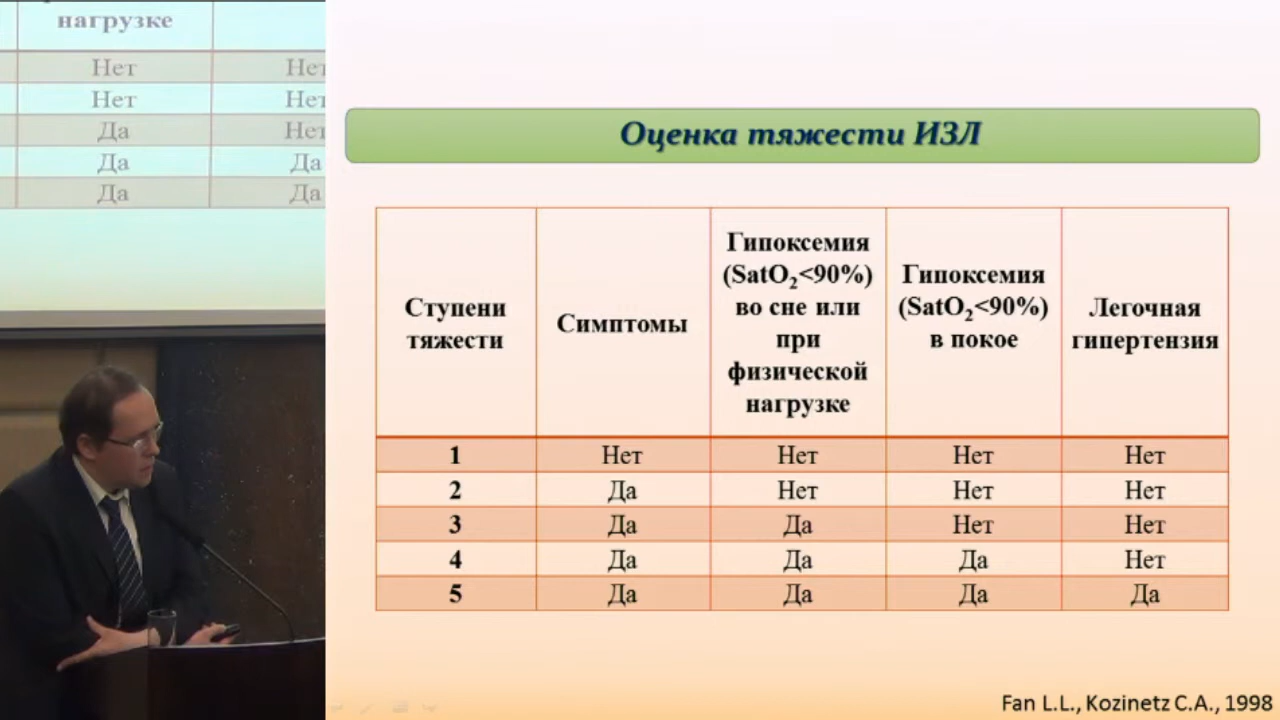 нагрузке
Нет Нет
Нет Нет
Да Нет
Да Да
Да Да
Оценка тяжести ИЗЛ
Ступени тяжести
Симптомы
Гипоксемия
(SatO₂<90%)
во сне или
при
физической
нагрузке
Гипоксемия
(SatO₂<90%)
в покое
Легочная
гипертензия
1 Нет Нет Нет Нет
2 Да Нет Нет Нет
3 Да Да Нет Нет
4 Да Да Да Нет
5 Да Да Да Да
Fan L.L., Kozinetz C.A., 1998